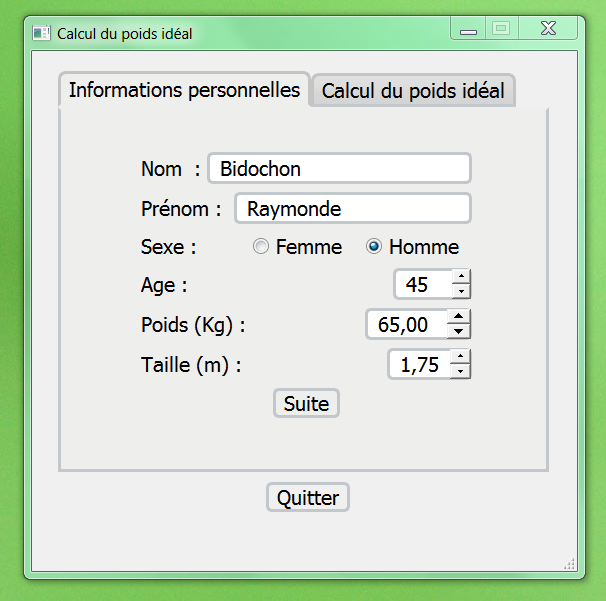 Calcul du poids idéal
Informations personnelles Calcul du poids idéal
Nom : Bidochon
Prénom : Raymonde
Sexe : Femme Homme
Age : 45
Poids (Kg) : 65,00
Taille (m) : 1,75
Suite
Quitter